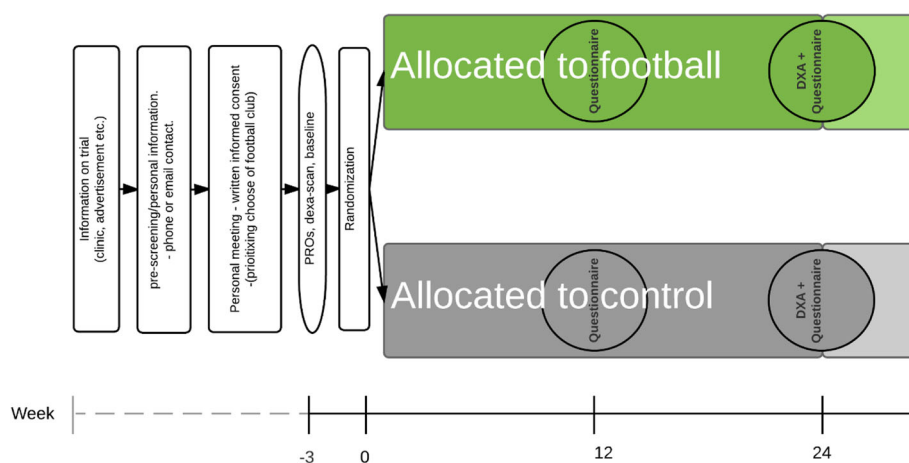 Information on trial
(clinic, advertisement etc.)
pre-screening/personal information.
- phone or email contact.
Personal meeting - written informed consent
-(prioitixing choose of football club)
PROs, dexa-scan, baseline
Randomization
Allocated to football
Questionnaire
DXA +
Questionnaire
Allocated to control
Questionnaire
DXA +
Questionnaire
Week
-3
0
12
24